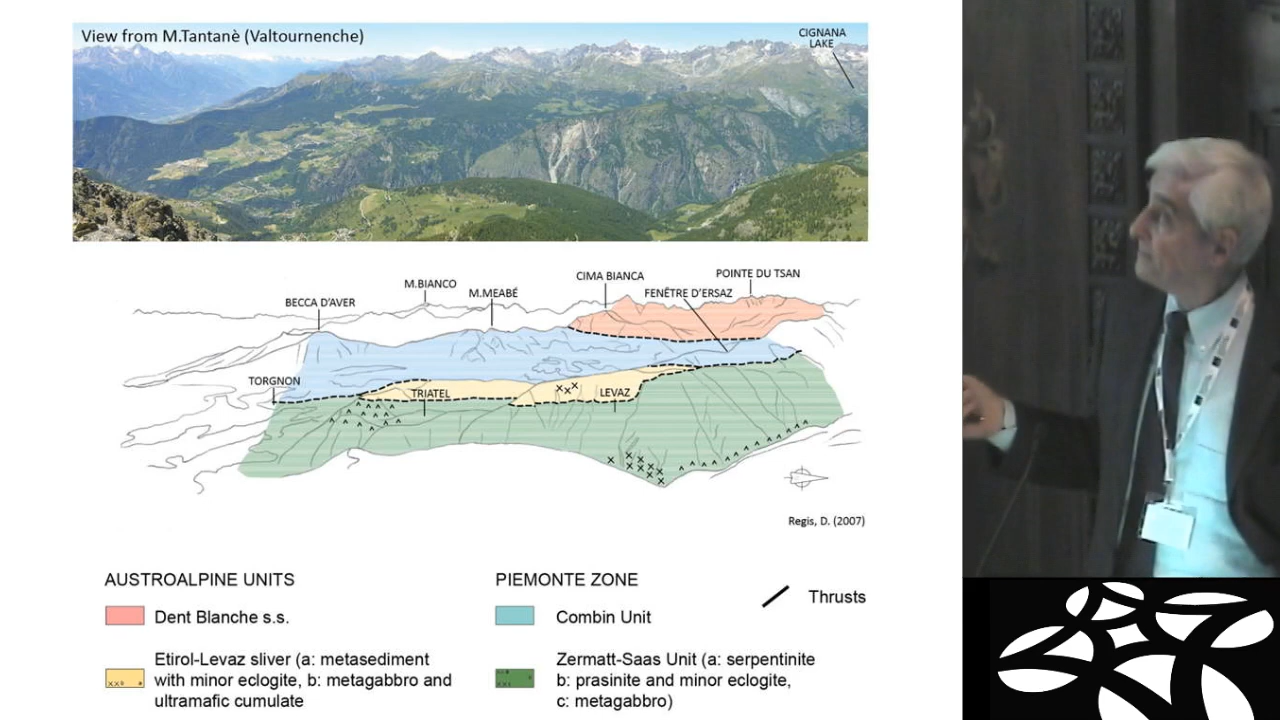 View from M.Tantanè (Valtournenche)
CIGNANA
LAKE
CIMA BIANCA
POINTE DU TSAN
M.BIANCO
M.MEABÉ
FENÊTRE D'ERSAZ
BECCA D'AVER
TORGNON
TRIATEL
LEVAZ
Regis, D. (2007)
AUSTROALPINE UNITS
Dent Blanche s.s.
Etirol-Levaz sliver (a: metasediment
with minor eclogite, b: metagabbro and
ultramafic cumulate
PIEMONTE ZONE
Combin Unit
Zermatt-Saas Unit (a: serpentinite
b: prasinite and minor eclogite,
c: metagabbro)
Thrusts